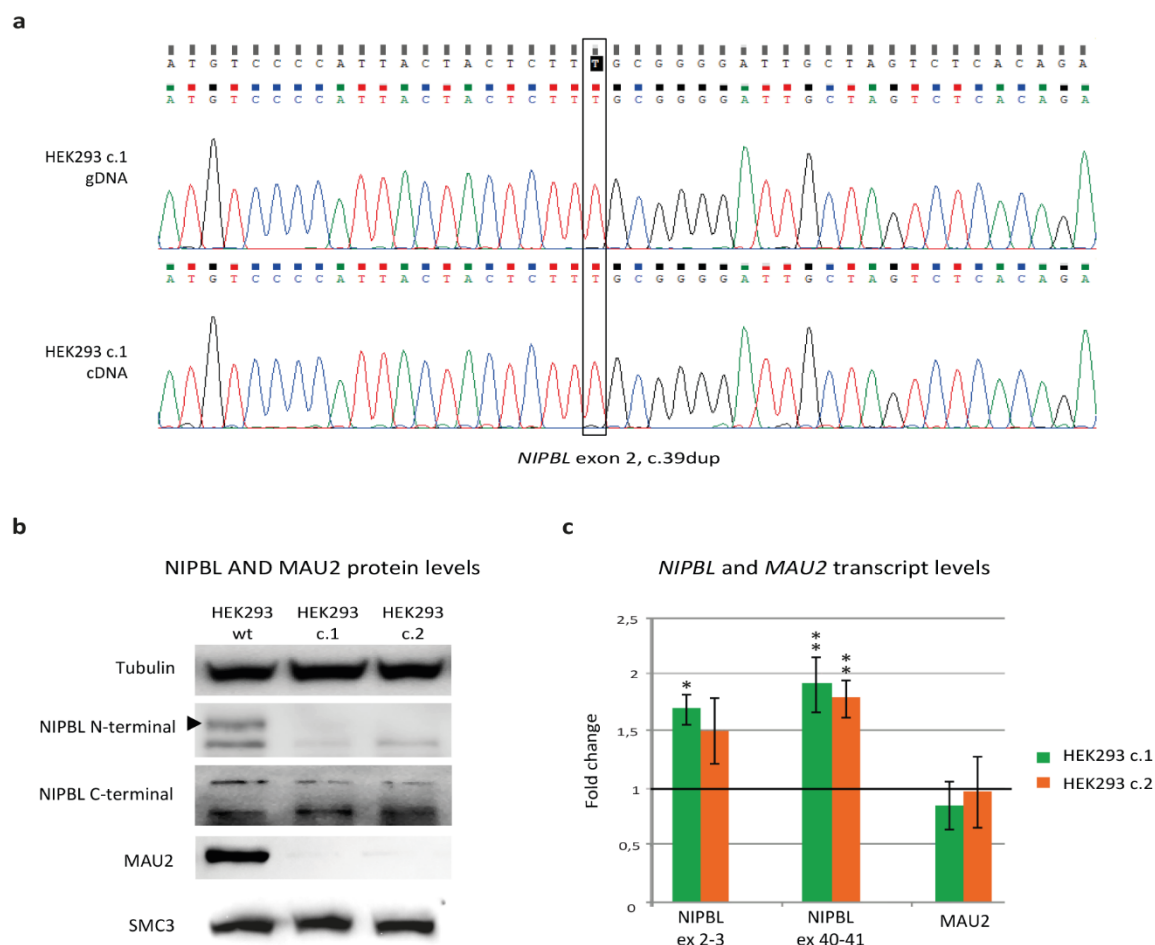 a
A T G T C C C C A T T A C T A C T C T T T G C G G G G A T T G C T A G T C T C A C A G A
A T G T C C C C A T T A C T A C T C T T T G C G G G G A T T G C T A G T C T C A C A G A
HEK293 c.1
gDNA
A T G T C C C C A T T A C T A C T C T T T G C G G G G A T T G C T A G T C T C A C A G A
HEK293 c.1
cDNA
NIPBL exon 2, c.39dup
b
NIPBL AND MAU2 protein levels
HEK293
wt
HEK293
c.1
HEK293
c.2
Tubulin
NIPBL N-terminal
NIPBL C-terminal
MAU2
SMC3
c
NIPBL and MAU2 transcript levels
Fold change
2,5
2
1,5
1
0,5
0
*
**
**
NIPBL
ex 2-3
NIPBL
ex 40-41
MAU2
HEK293 c.1
HEK293 c.2